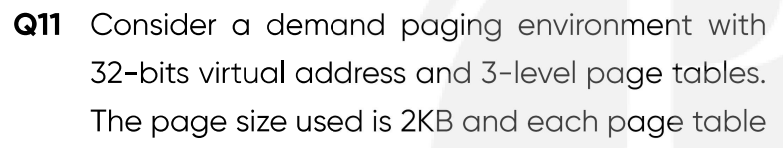 Q11 Consider a demand paging environment with
32-bits virtual address and 3-level page tables.
The page size used is 2KB and each page table